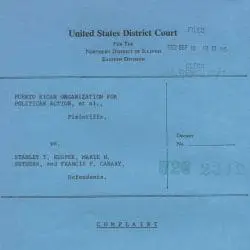 United States District Court
FOR THE
NORTHERN DISTRICT OF ILLINOIS
EASTERN DIVISION
PUERTO RICAN ORGANIZATION FOR
POLITICAL ACTION, et al.,
Plaintiffs,
vs.
STANLEY T. KUSPER, MARIE H.
and FRANCIS P. CANARY,
Defendants.
DOCKET
No.
COMPLAINT